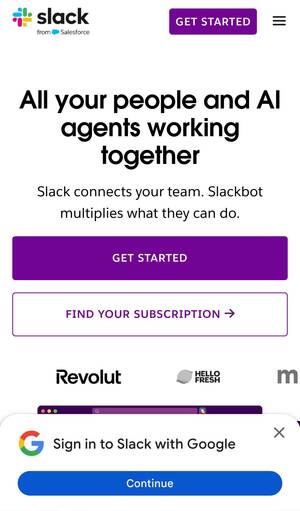 slack
from Salesforce
GET STARTED
All your people and AI
agents working
together
Slack connects your team. Slackbot
multiplies what they can do.
GET STARTED
FIND YOUR SUBSCRIPTION →
Revolut
HELLO
FRESH
m
Sign in to Slack with Google
Continue